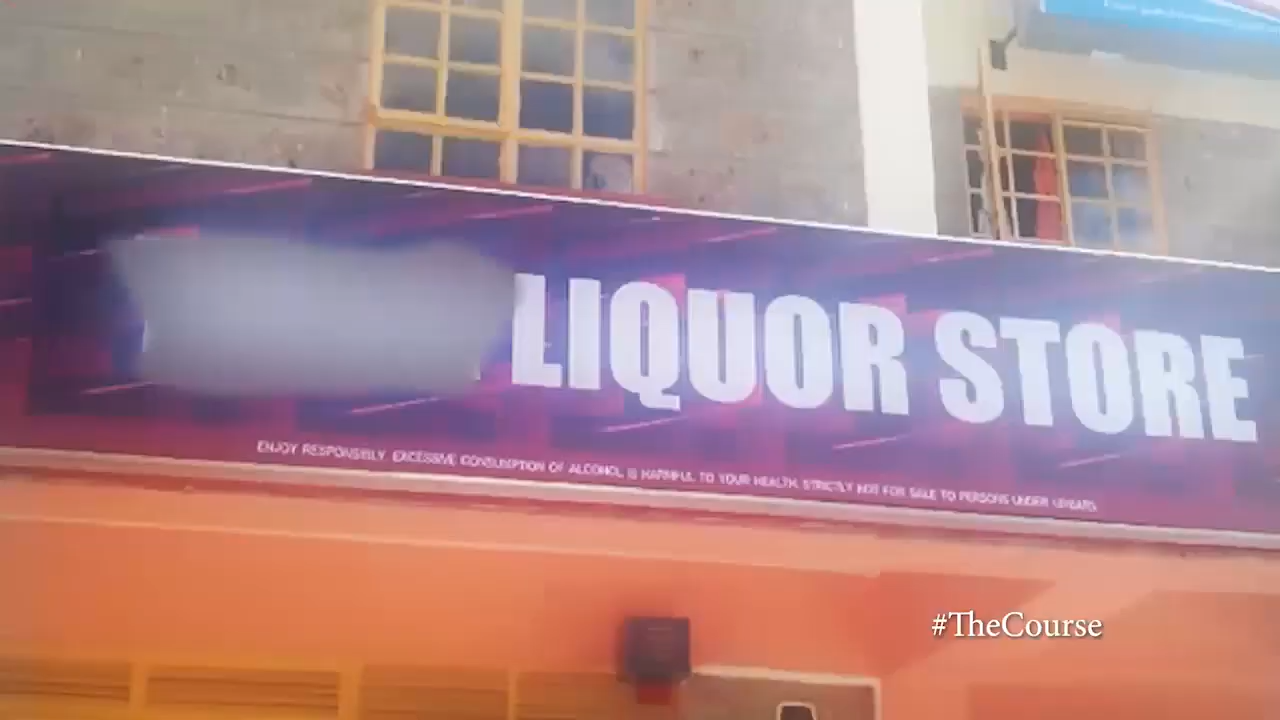 LIQUOR STORE
ENJOY RESPONSIBLY. EXCESSIVE CONSUMPTION OF ALCOHOL IS HARMFUL TO YOUR HEALTH. STRICTLY NOT FOR SALE TO PERSONS UNDER
#TheCourse